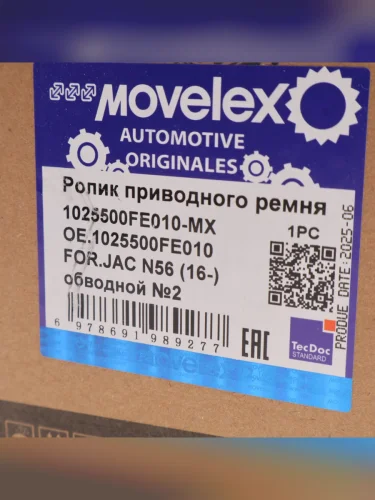 MOVELEX
AUTOMOTIVE
ORIGINALES
Ролик приводного ремня
1025500FE010-MX
1PC
OE.1025500FE010
FOR.JAC N56 (16-)
обводной №2
6 978691 989277
EAC
TecDoc
STANDARD
PRODUE DATE:2025-06